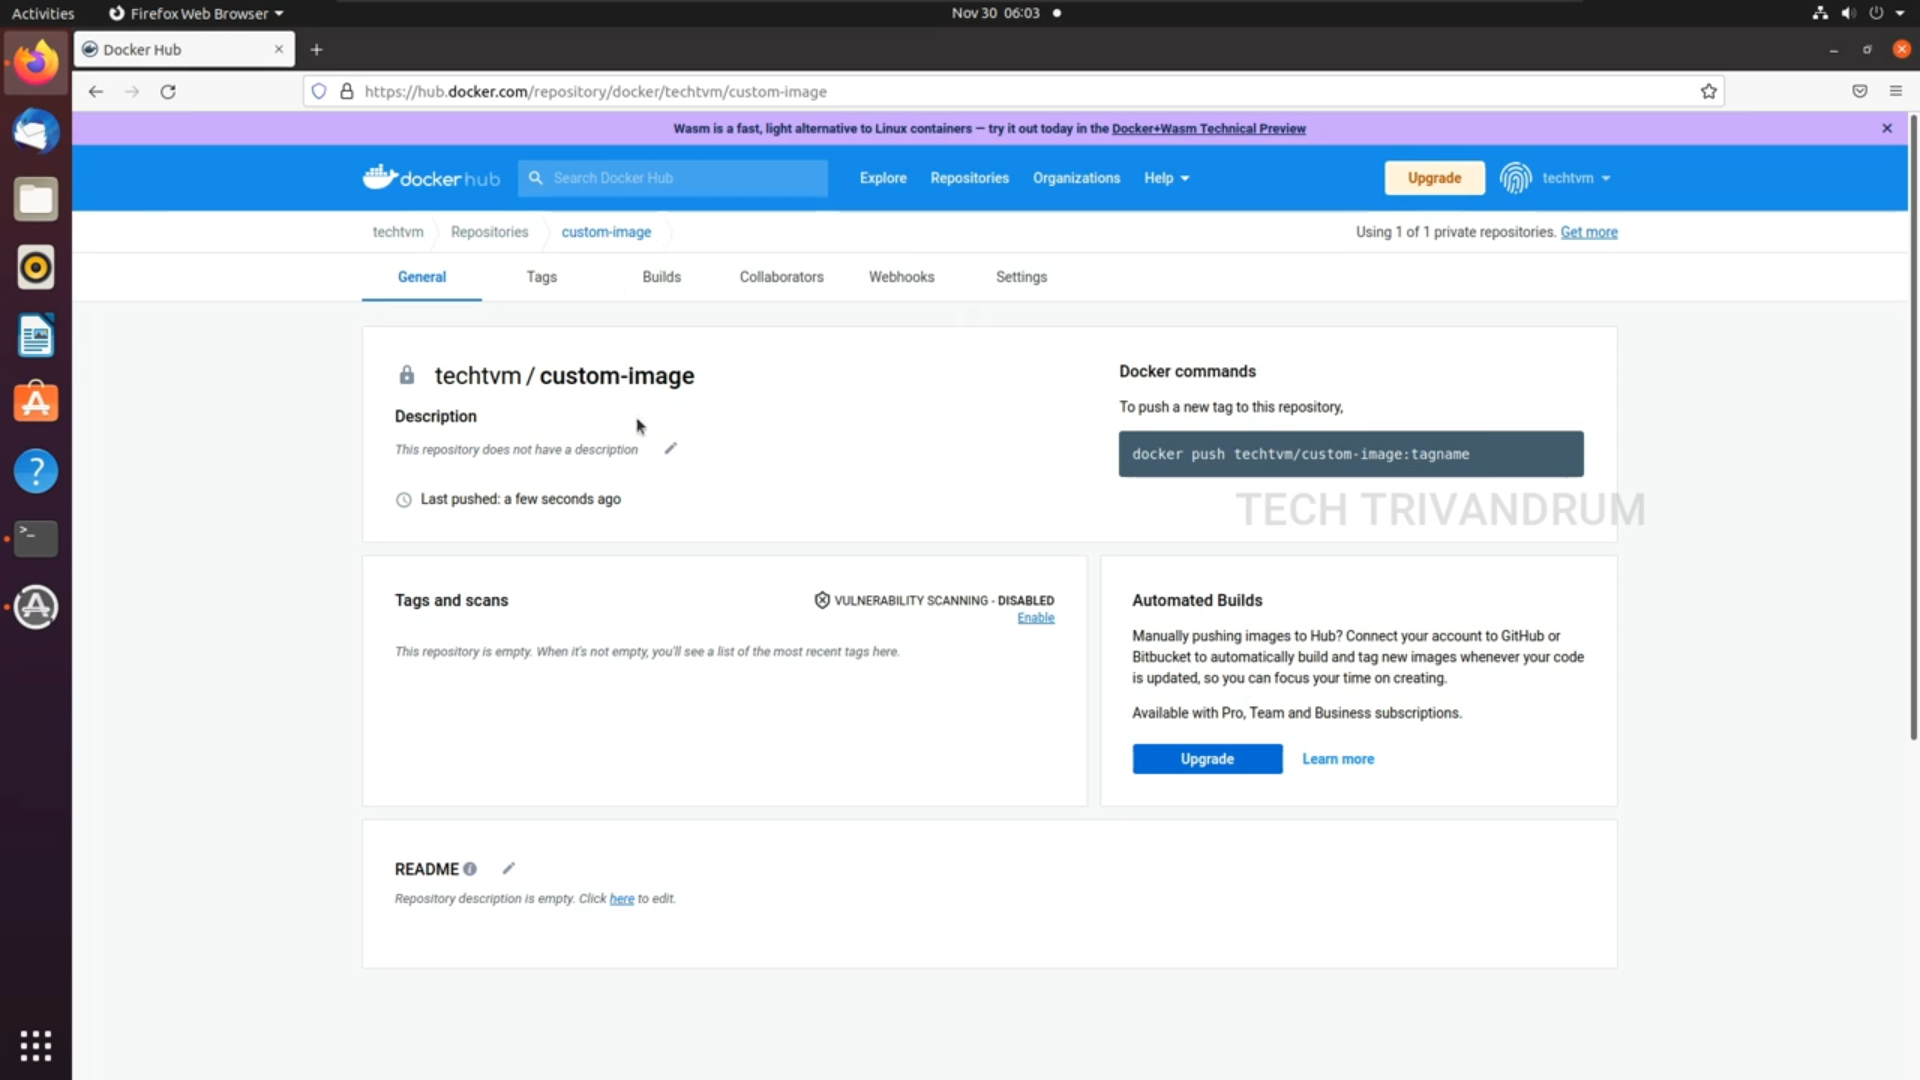 Activities
Firefox Web Browser
Nov 30 06:03
Docker Hub
https://hub.docker.com/repository/docker/techtvm/custom-image
Wasm is a fast, light alternative to Linux containers — try it out today in the Docker+Wasm Technical Preview
docker hub
Search Docker Hub
Explore
Repositories
Organizations
Help
Upgrade
techtvm
techtvm
Repositories
custom-image
Using 1 of 1 private repositories. Get more
General
Tags
Builds
Collaborators
Webhooks
Settings
techtvm / custom-image
Description
This repository does not have a description
Last pushed: a few seconds ago
Docker commands
To push a new tag to this repository,
docker push techtvm/custom-image:tagname
TECH TRIVANDRUM
Tags and scans
VULNERABILITY SCANNING - DISABLED
Enable
This repository is empty. When it's not empty, you'll see a list of the most recent tags here.
Automated Builds
Manually pushing images to Hub? Connect your account to GitHub or
Bitbucket to automatically build and tag new images whenever your code
is updated, so you can focus your time on creating.
Available with Pro, Team and Business subscriptions.
Upgrade
Learn more
README
Repository description is empty. Click here to edit.